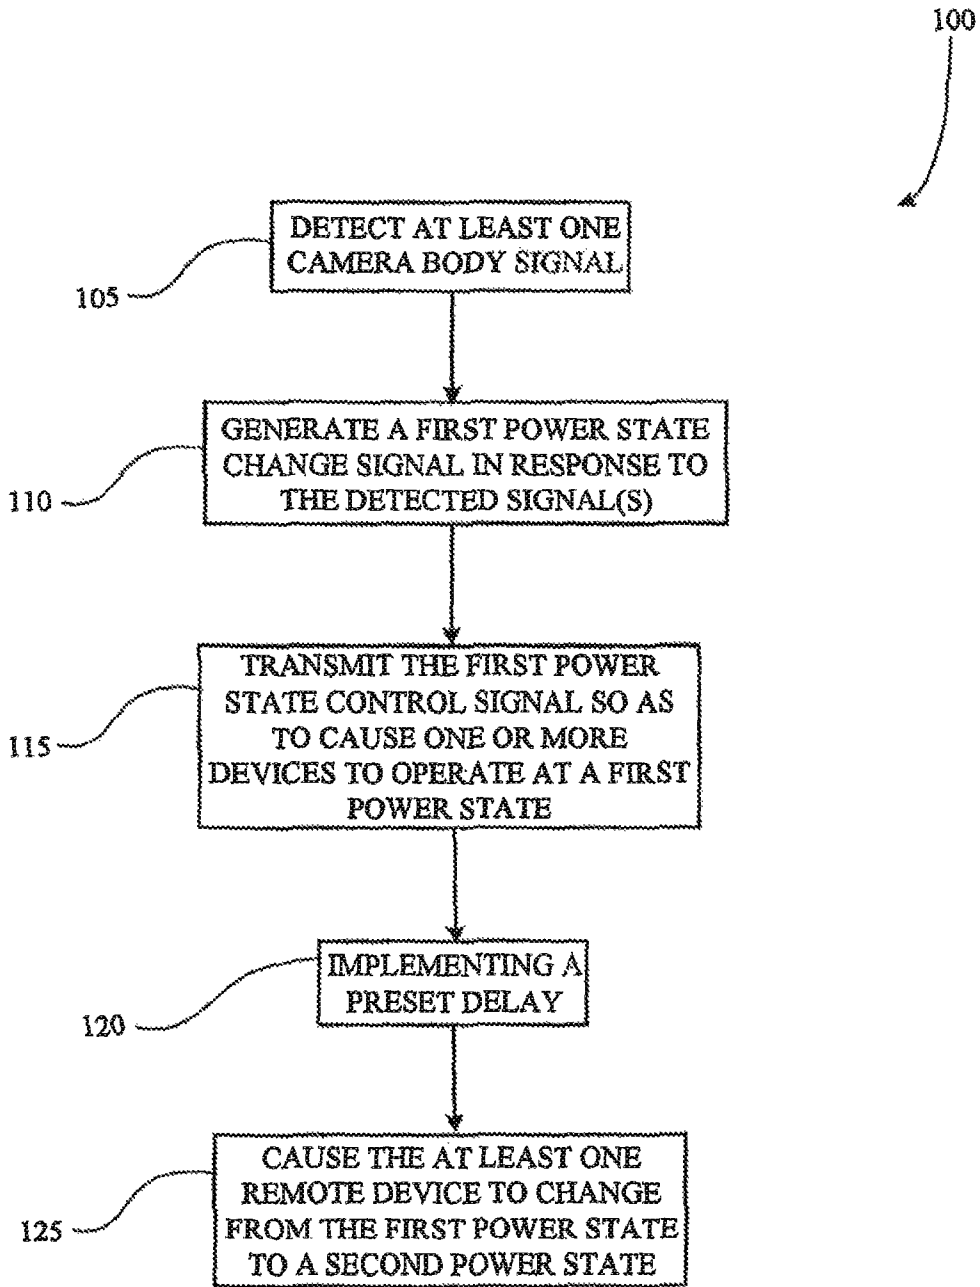 100
DETECT AT LEAST ONE
CAMERA BODY SIGNAL
105
GENERATE A FIRST POWER STATE
CHANGE SIGNAL IN RESPONSE TO
THE DETECTED SIGNAL(S)
110
TRANSMIT THE FIRST POWER
STATE CONTROL SIGNAL SO AS
TO CAUSE ONE OR MORE
DEVICES TO OPERATE AT A FIRST
POWER STATE
115
IMPLEMENTING A
PRESET DELAY
120
CAUSE THE AT LEAST ONE
REMOTE DEVICE TO CHANGE
FROM THE FIRST POWER STATE
TO A SECOND POWER STATE
125